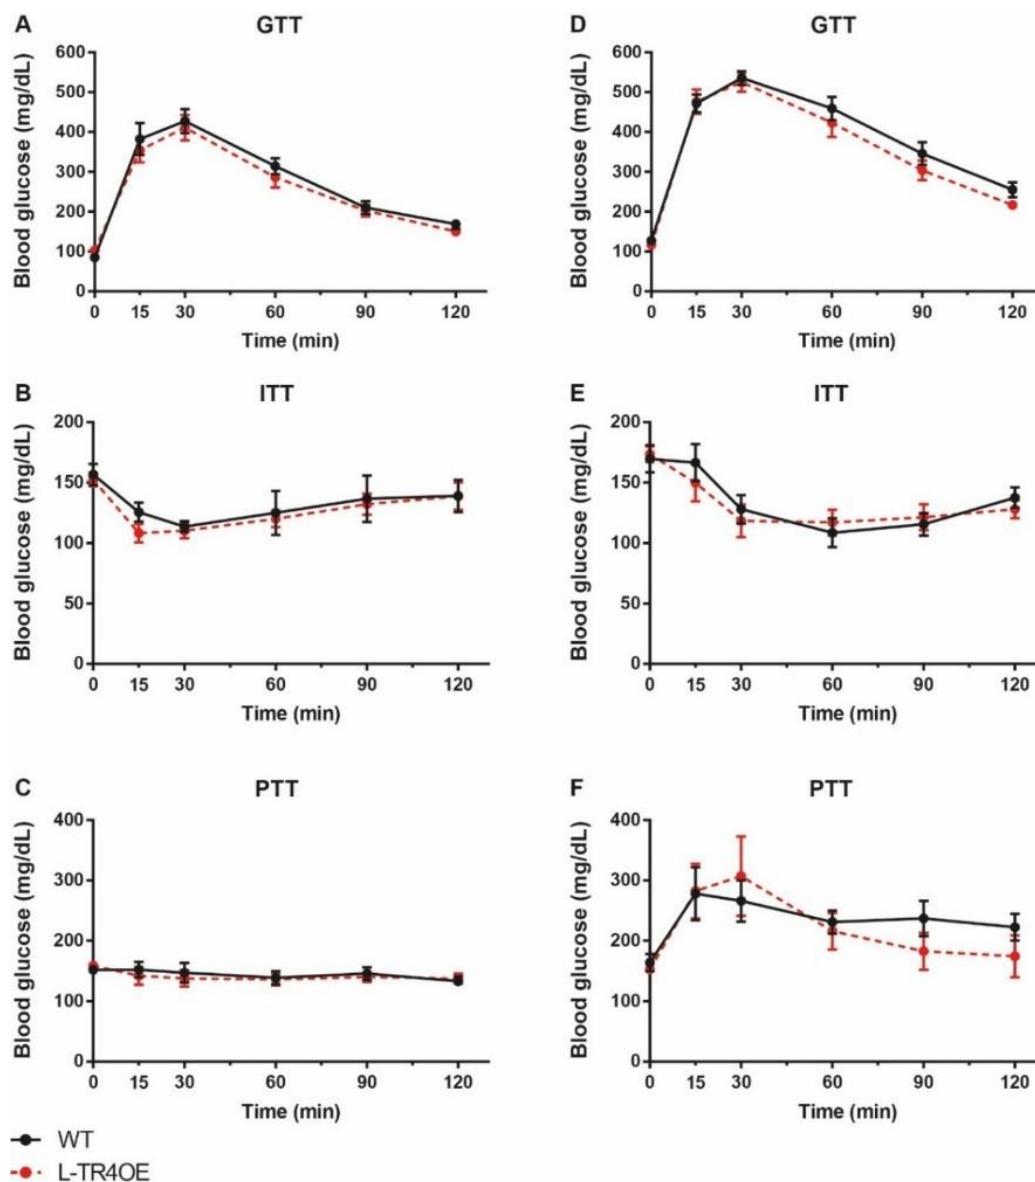 A GTT
Blood glucose (mg/dL)
600
500
400
300
200
100
0
0 15 30 60 90 120
Time (min)
D GTT
Blood glucose (mg/dL)
600
500
400
300
200
100
0
0 15 30 60 90 120
Time (min)
B ITT
Blood glucose (mg/dL)
200
150
100
50
0
0 15 30 60 90 120
Time (min)
E ITT
Blood glucose (mg/dL)
200
150
100
50
0
0 15 30 60 90 120
Time (min)
C PTT
Blood glucose (mg/dL)
400
300
200
100
0
0 15 30 60 90 120
Time (min)
F PTT
Blood glucose (mg/dL)
400
300
200
100
0
0 15 30 60 90 120
Time (min)
WT
L-TR4OE